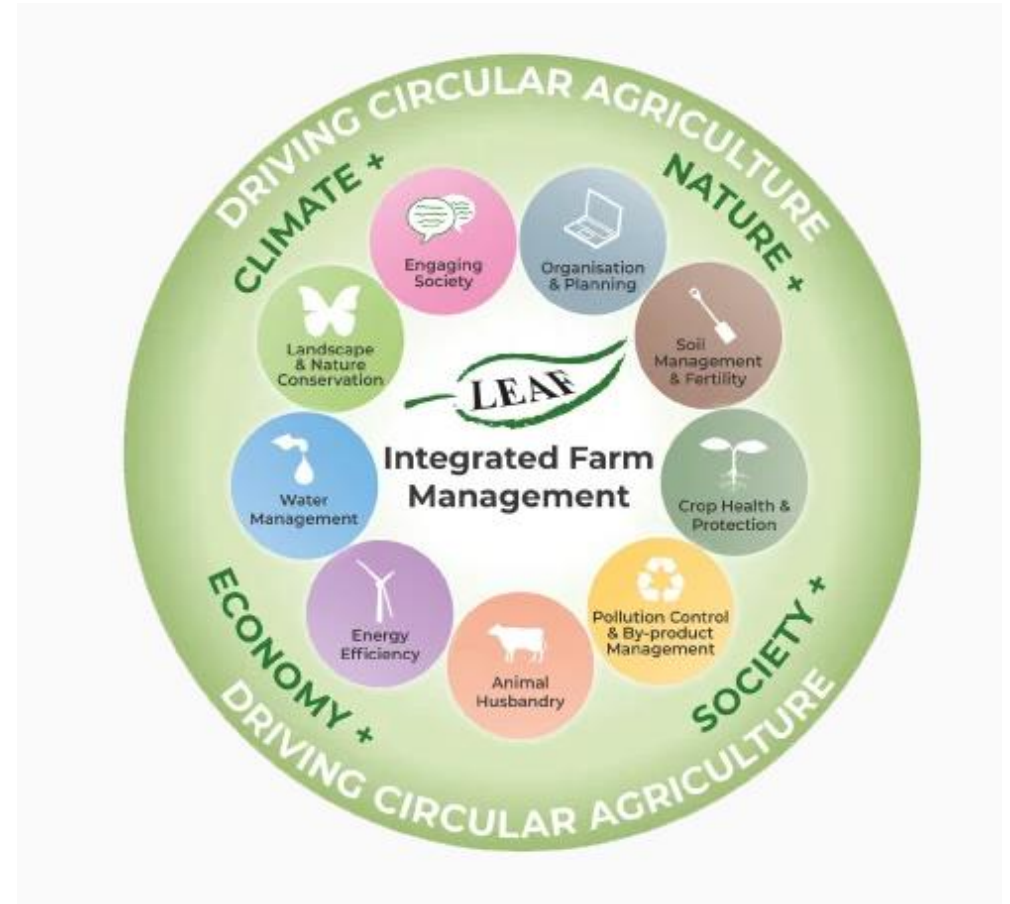 DRIVING CIRCULAR AGRICULTURE
CLIMATE +
NATURE +
Engaging
Society
Organisation
& Planning
Landscape
& Nature
Conservation
Soil
Management
& Fertility
LEAF
Integrated Farm
Management
Water
Management
Crop Health &
Protection
Energy
Efficiency
Pollution Control
& By-product
Management
Animal
Husbandry
ECONOMY +
SOCIETY +
DRIVING CIRCULAR AGRICULTURE